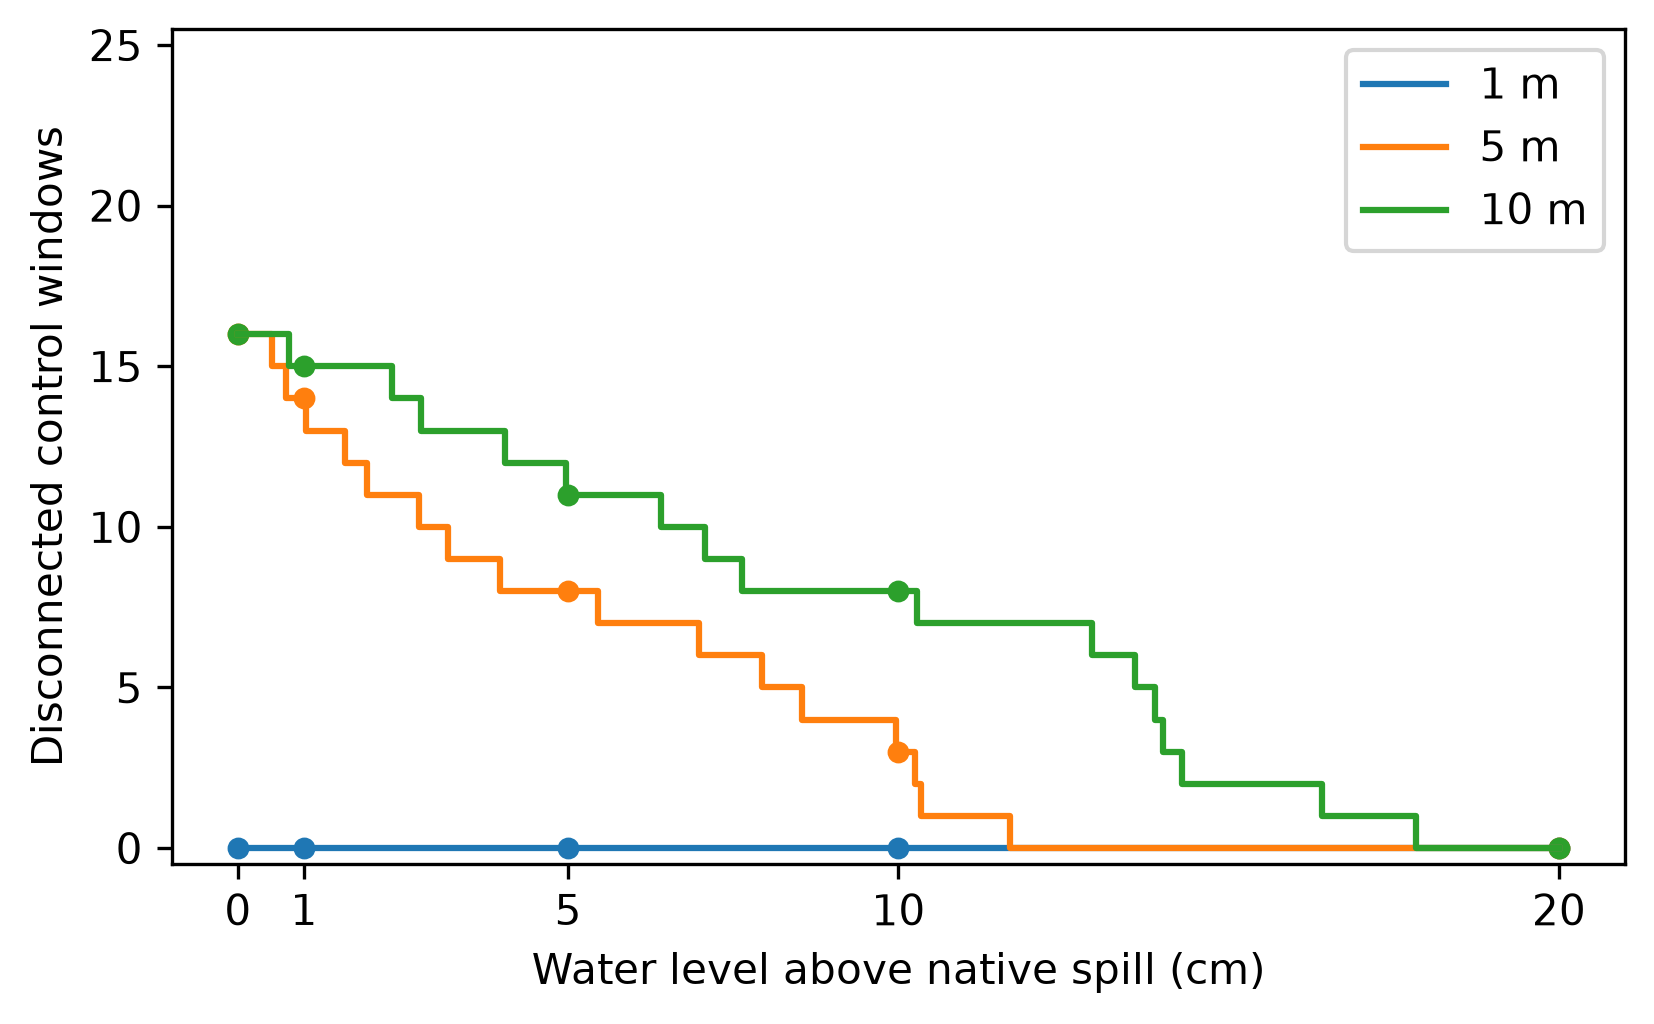 25
20
15
10
5
0
Disconnected control windows
1 m
5 m
10 m
0 1 5 10 20
Water level above native spill (cm)